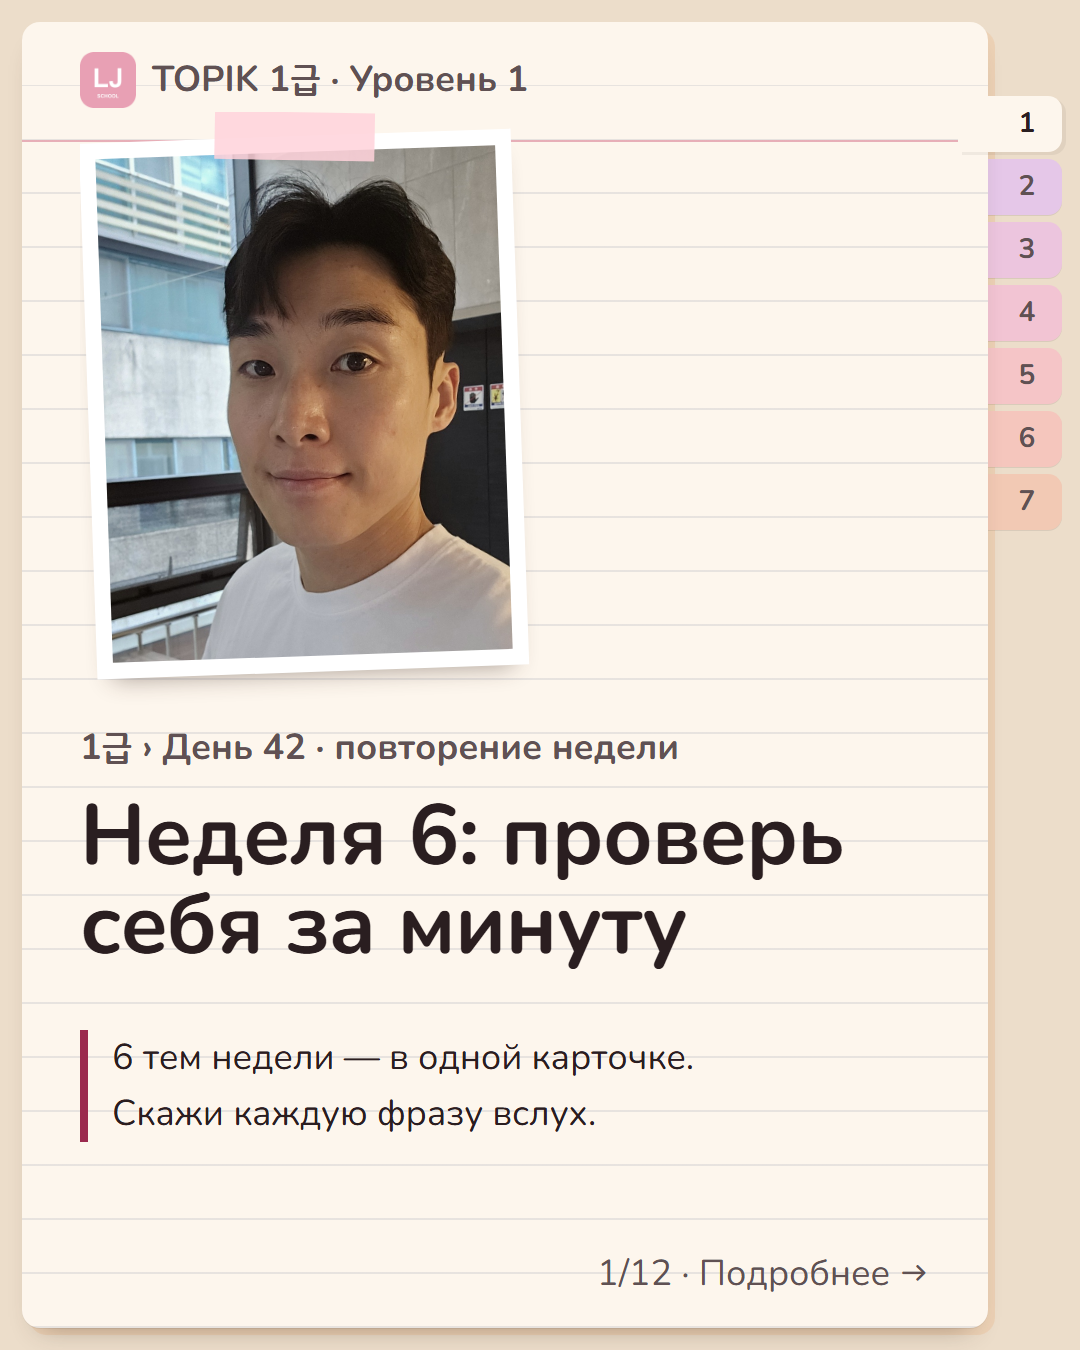 LJ
SCHOOL
TOPIK 1급 · Уровень 1
1
2
3
4
5
6
7
1급 › День 42 · повторение недели
Неделя 6: проверь
себя за минуту
6 тем недели — в одной карточке.
Скажи каждую фразу вслух.
1/12 · Подробнее →